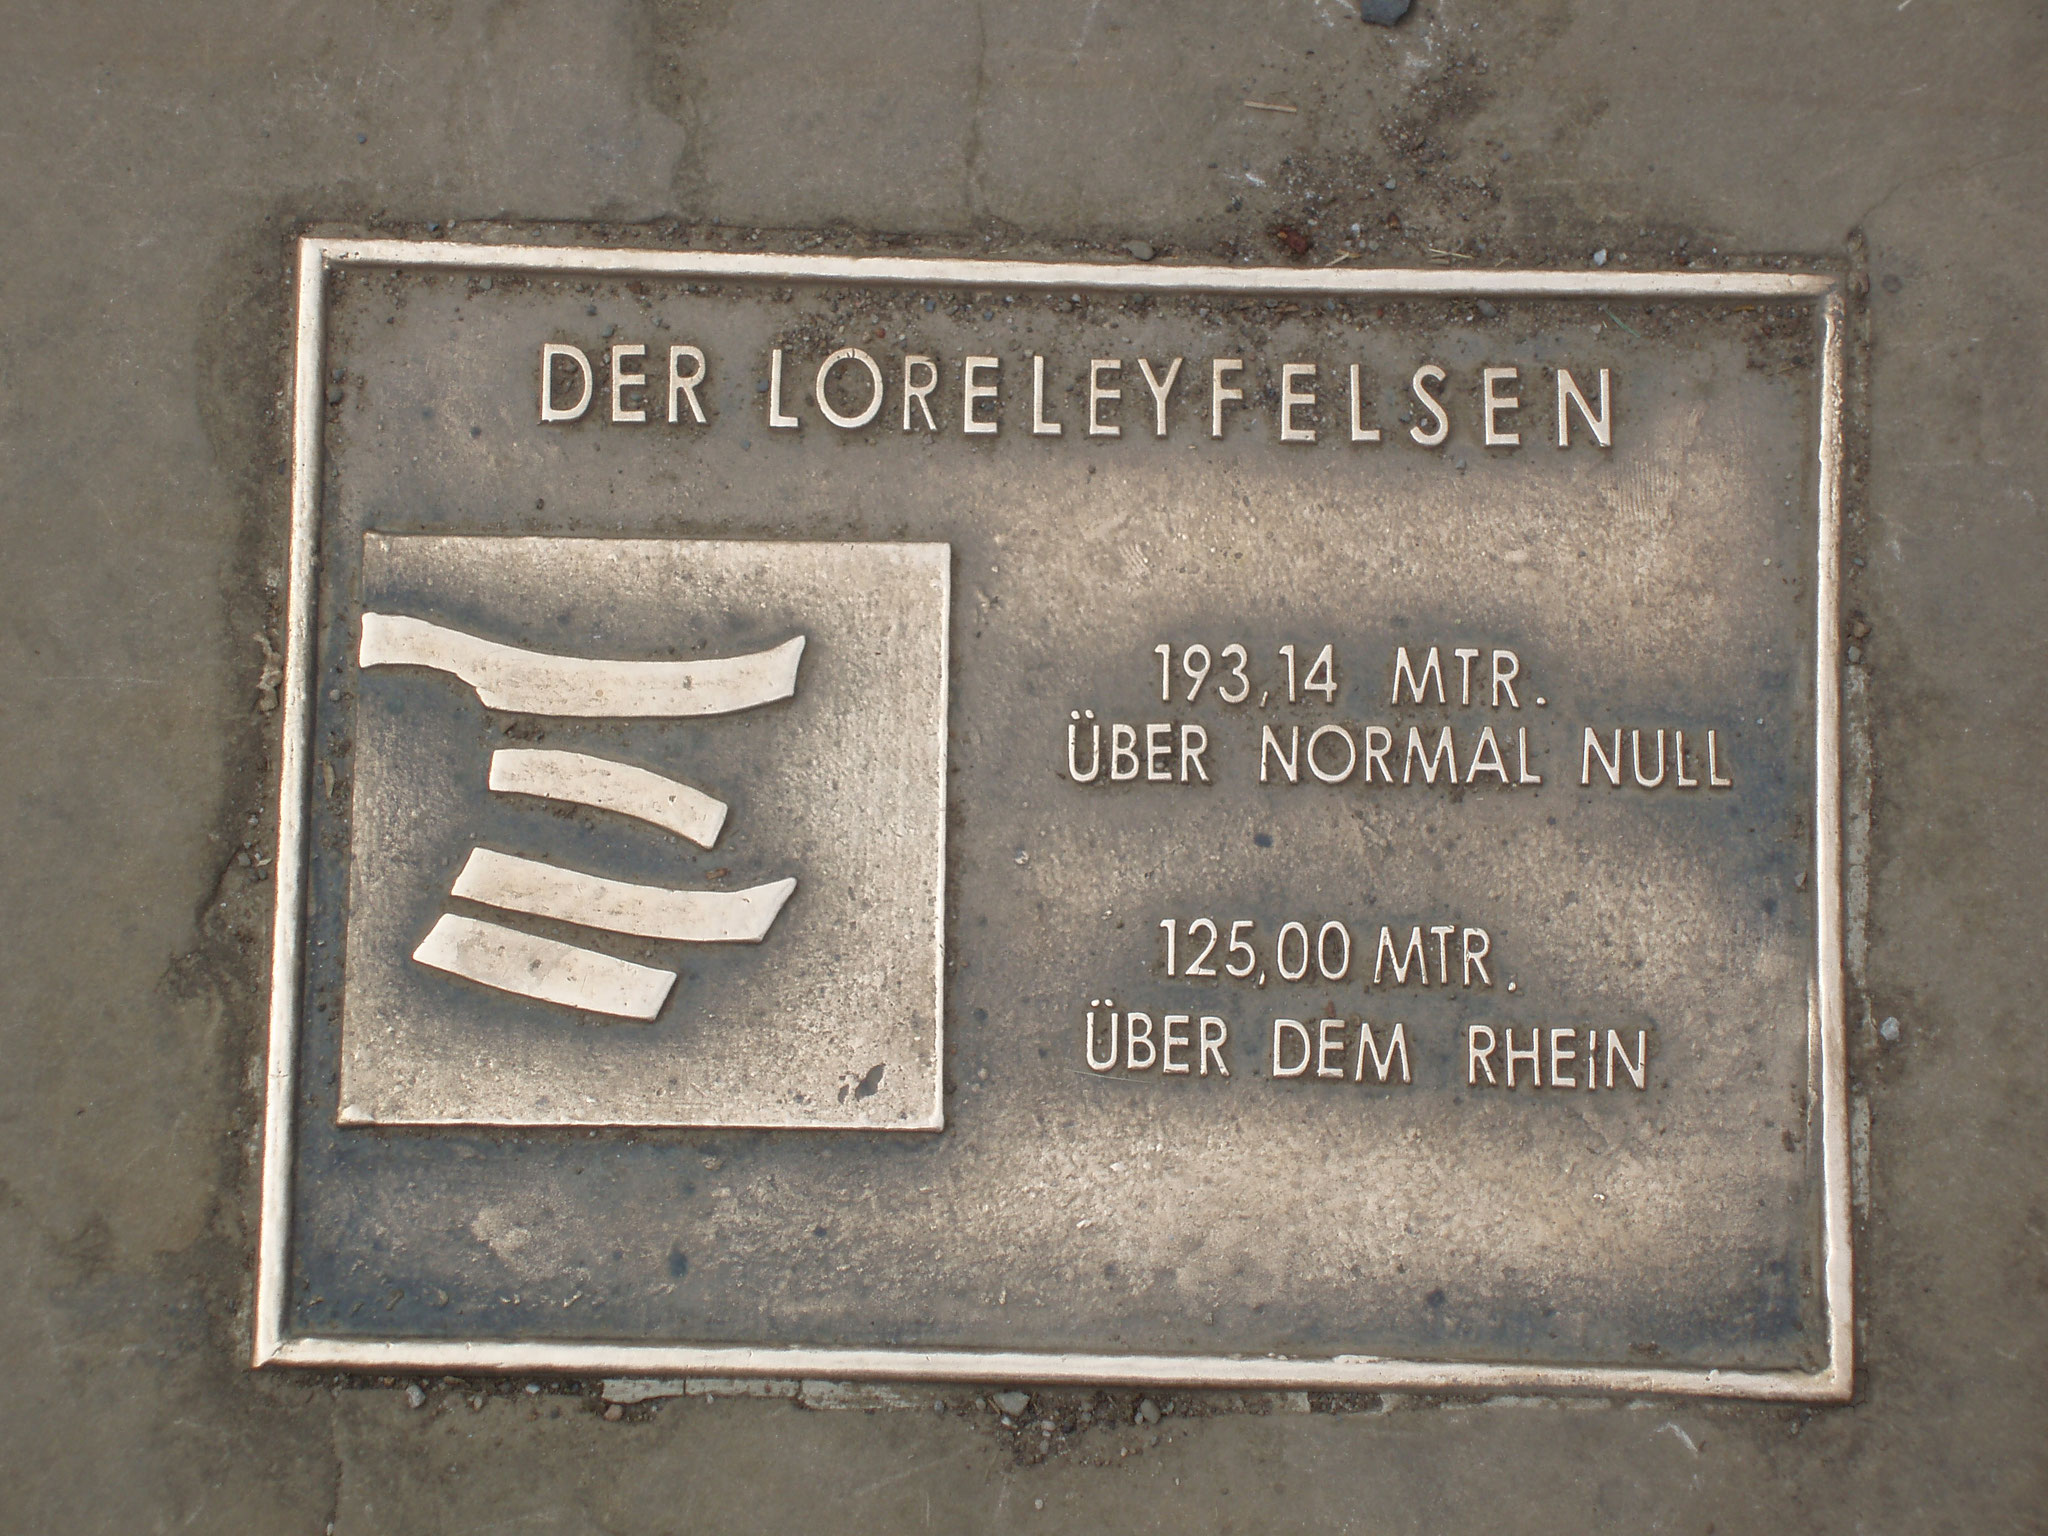 DER LORELEYFELSEN
193,14 MTR.
ÜBER NORMAL NULL
125,00 MTR.
ÜBER DEM RHEIN